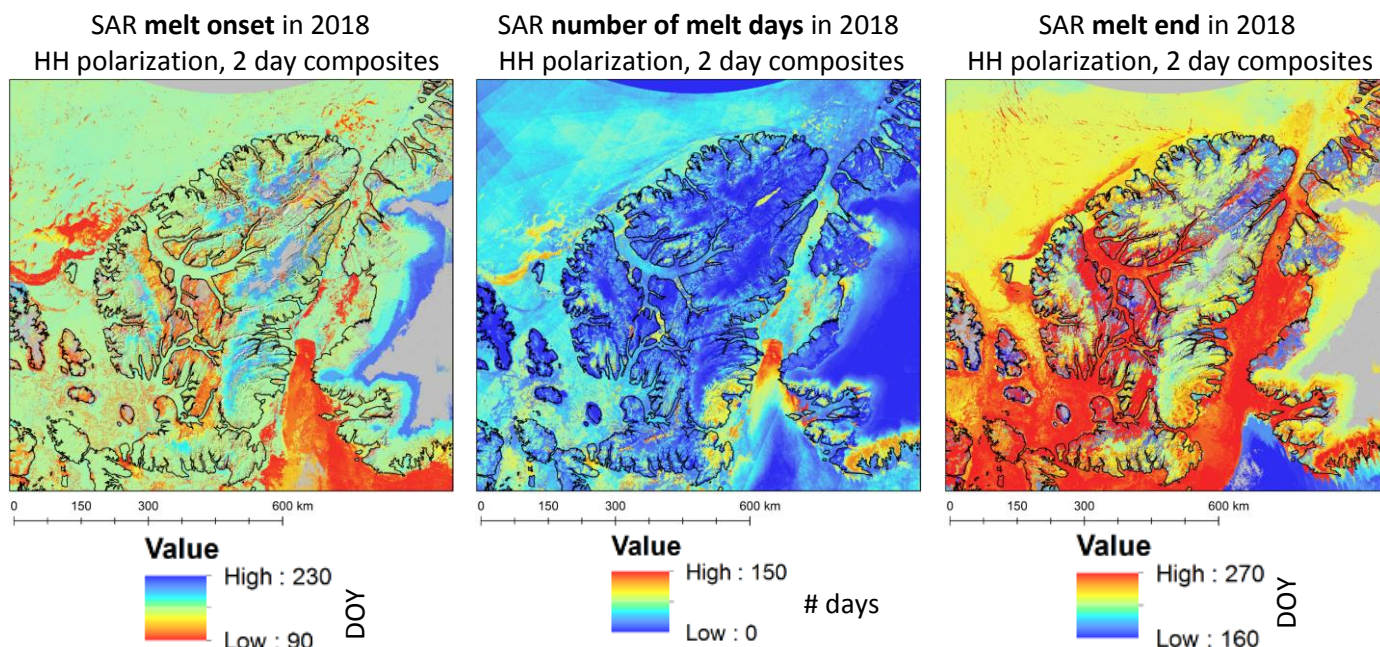 SAR melt onset in 2018
HH polarization, 2 day composites
SAR number of melt days in 2018
HH polarization, 2 day composites
SAR melt end in 2018
HH polarization, 2 day composites
0 150 300 600 km
0 150 300 600 km
0 150 300 600 km
Value
High : 230
Low : 90
DOY
Value
High : 150
Low : 0
# days
Value
High : 270
Low : 160
DOY